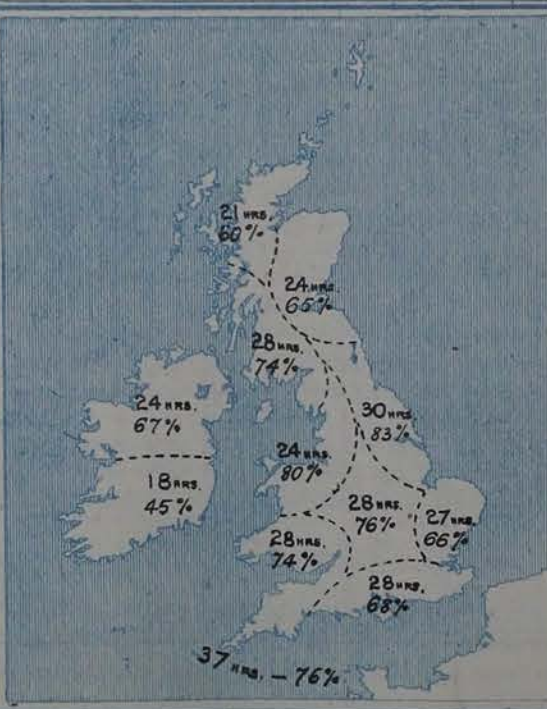 21 HRS.
60%
24 HRS.
65%
28 HRS.
74%
24 HRS.
67%
30 HRS.
83%
24 HRS.
80%
18 HRS.
45%
28 HRS.
76%
27 HRS.
66%
28 HRS.
74%
28 HRS.
68%
37 HRS. - 76%